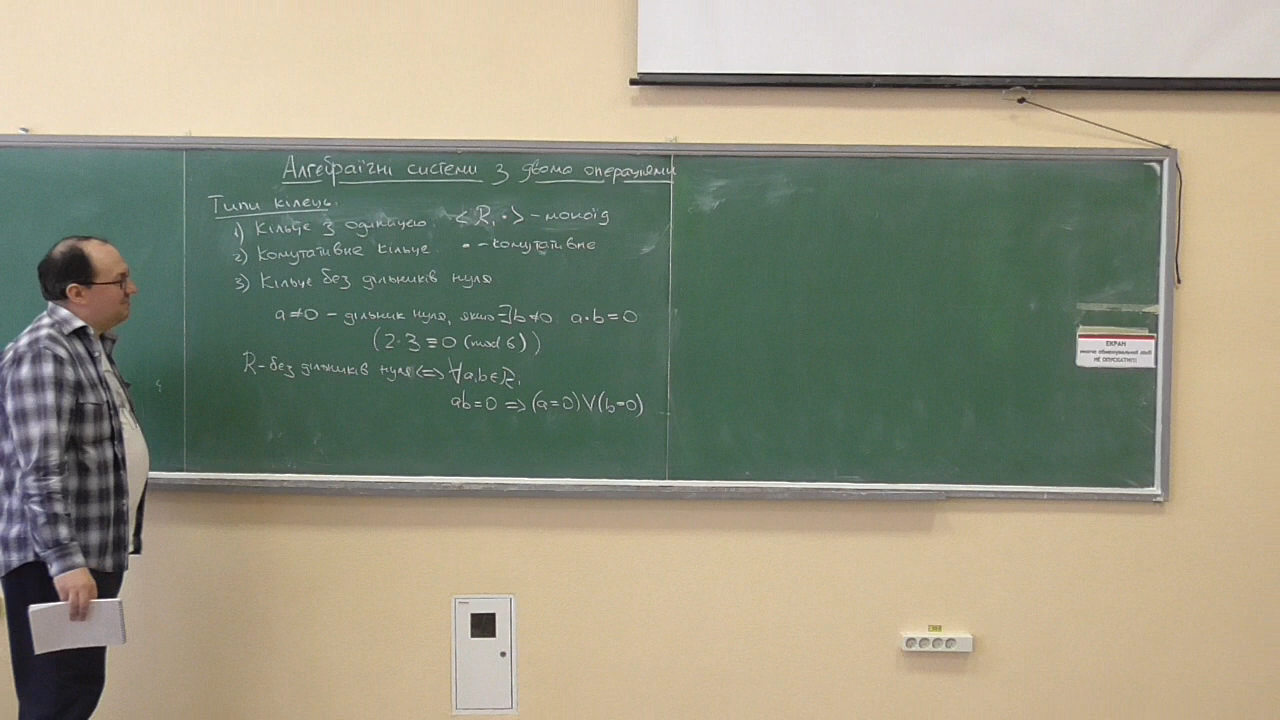 Алгебраїчні системи з двома операціями
Типи кілець.
1) Кільце з одиницею. <R, ·> - моноїд
2) Комутативне кільце. · - комутативне
3) Кільце без дільників нуля
a≠0 - дільник нуля, якщо ∃b≠0: a·b=0
(2·3≡0 (mod 6))
R-без дільників нуля <=> ∀a,b∈R,
ab=0 => (a=0)∨(b=0)
ЕКРАН
НЕ ОПУСКАТИ!!!